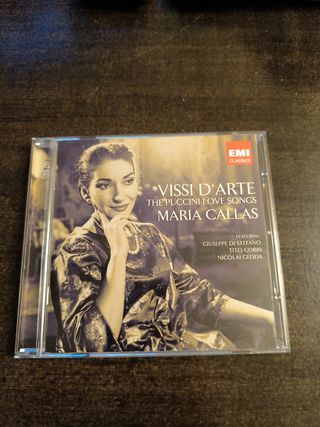 EMI
CLASSICS
VISSI D'ARTE
THE PUCCINI LOVE SONGS
MARIA CALLAS
FEATURING
GIUSEPPE DI STEFANO
TITO GOBBI
NICOLAI GEDDA